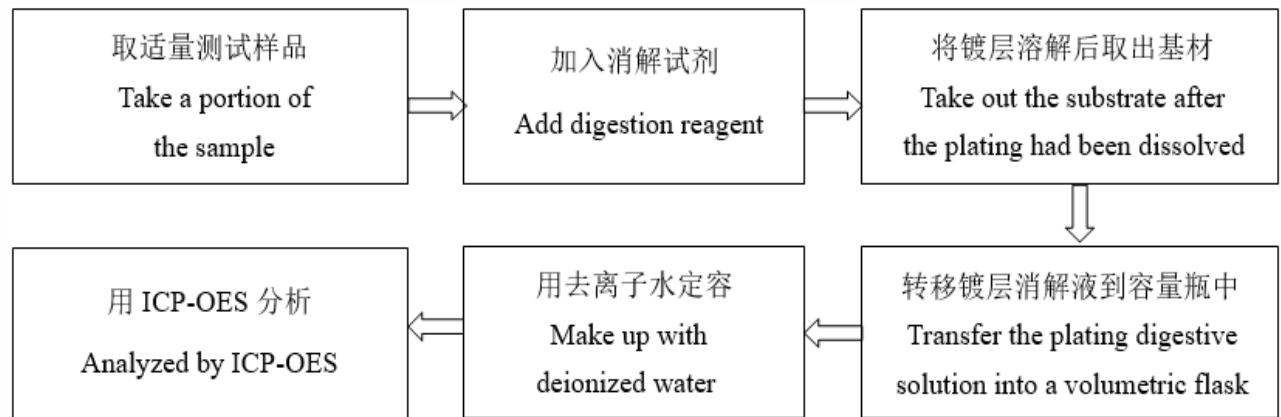 取适量测试样品
Take a portion of
the sample
加入消解试剂
Add digestion reagent
将镀层溶解后取出基材
Take out the substrate after
the plating had been dissolved
转移镀层消解液到容量瓶中
Transfer the plating digestive
solution into a volumetric flask
用去离子水定容
Make up with
deionized water
用 ICP-OES 分析
Analyzed by ICP-OES